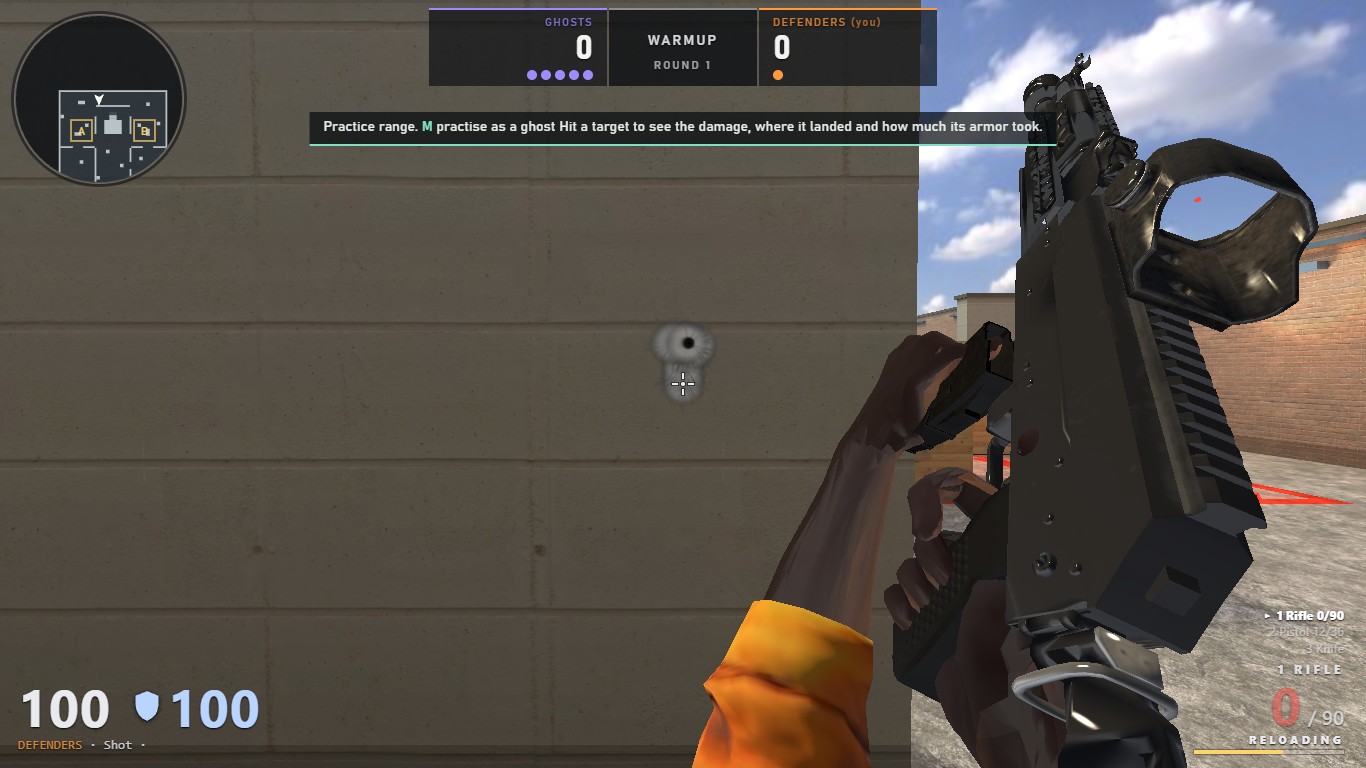 GHOSTS
0
WARMUP
ROUND 1
DEFENDERS (you)
0
A
B
Practice range. M practise as a ghost Hit a target to see the damage, where it landed and how much its armor took.
100 100
DEFENDERS · Shot ·
▸ 1 Rifle 0/90
2 Pistol 12/36
3 Knife
1 RIFLE
0 / 90
RELOADING